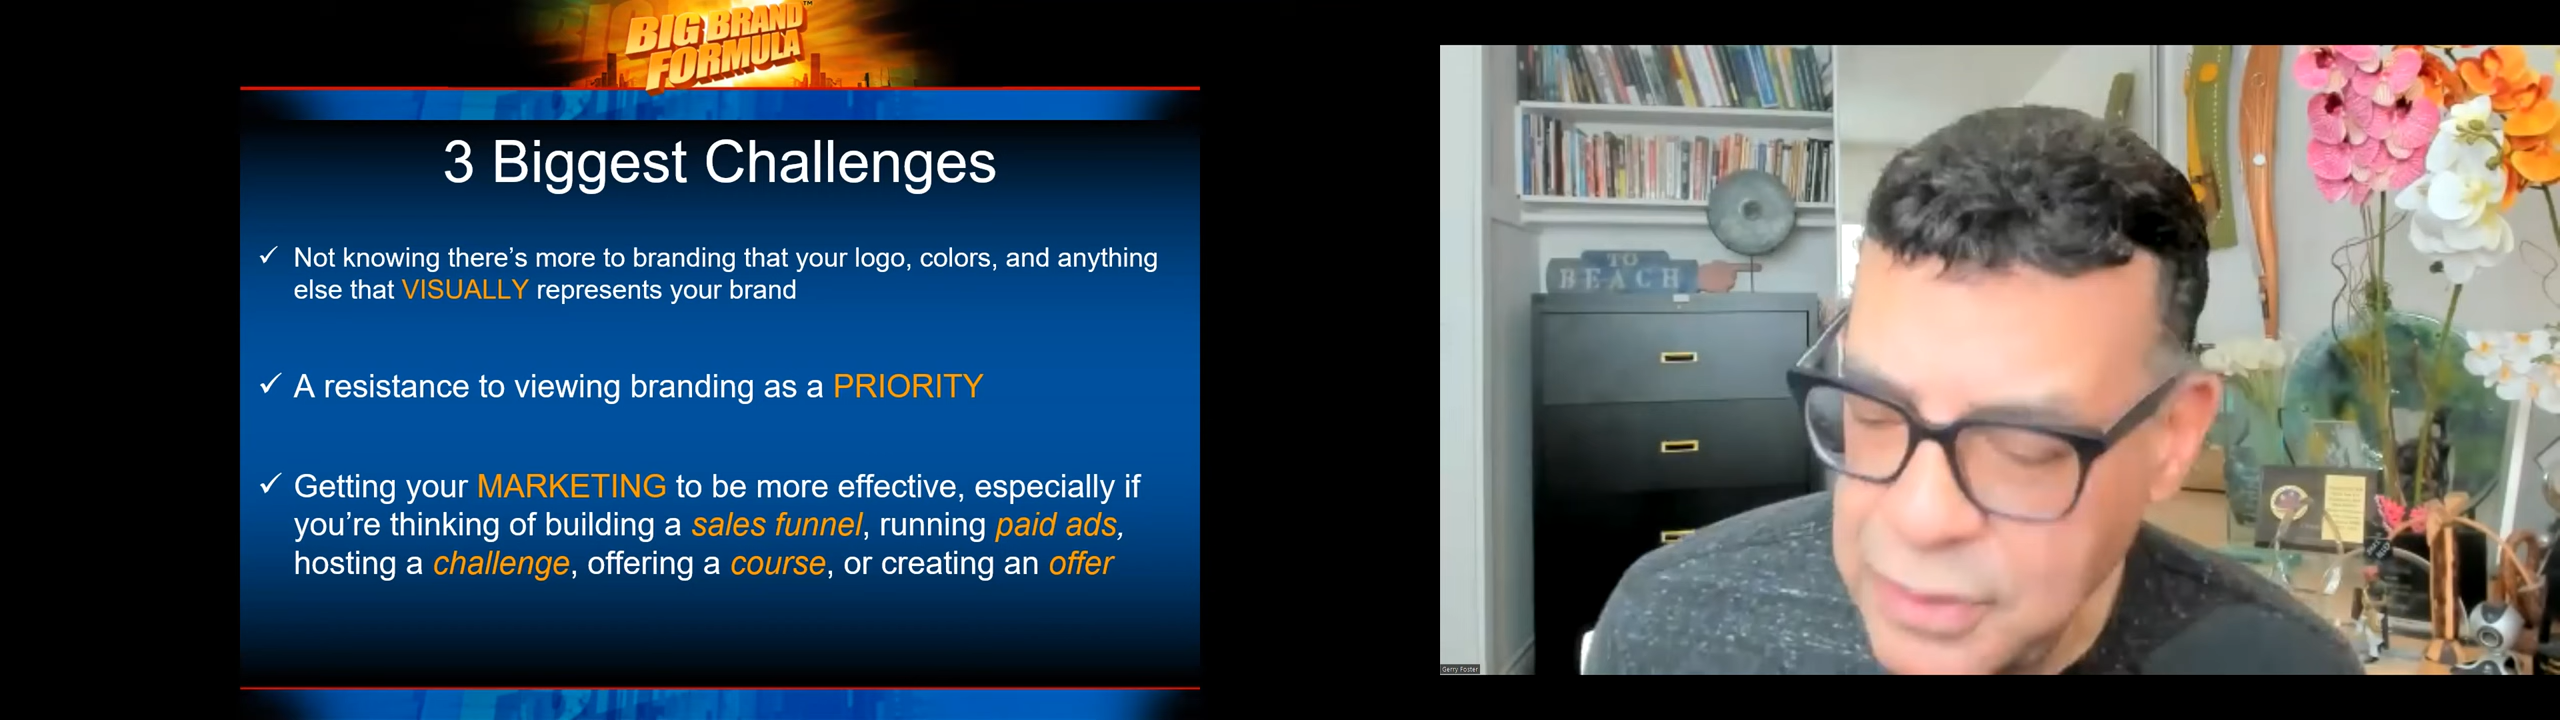 BIG BRAND
FORMULA™
3 Biggest Challenges
✓ Not knowing there’s more to branding that your logo, colors, and anything
else that VISUALLY represents your brand
✓ A resistance to viewing branding as a PRIORITY
✓ Getting your MARKETING to be more effective, especially if
you’re thinking of building a sales funnel, running paid ads,
hosting a challenge, offering a course, or creating an offer
TO
BEACH
Gerry Foster